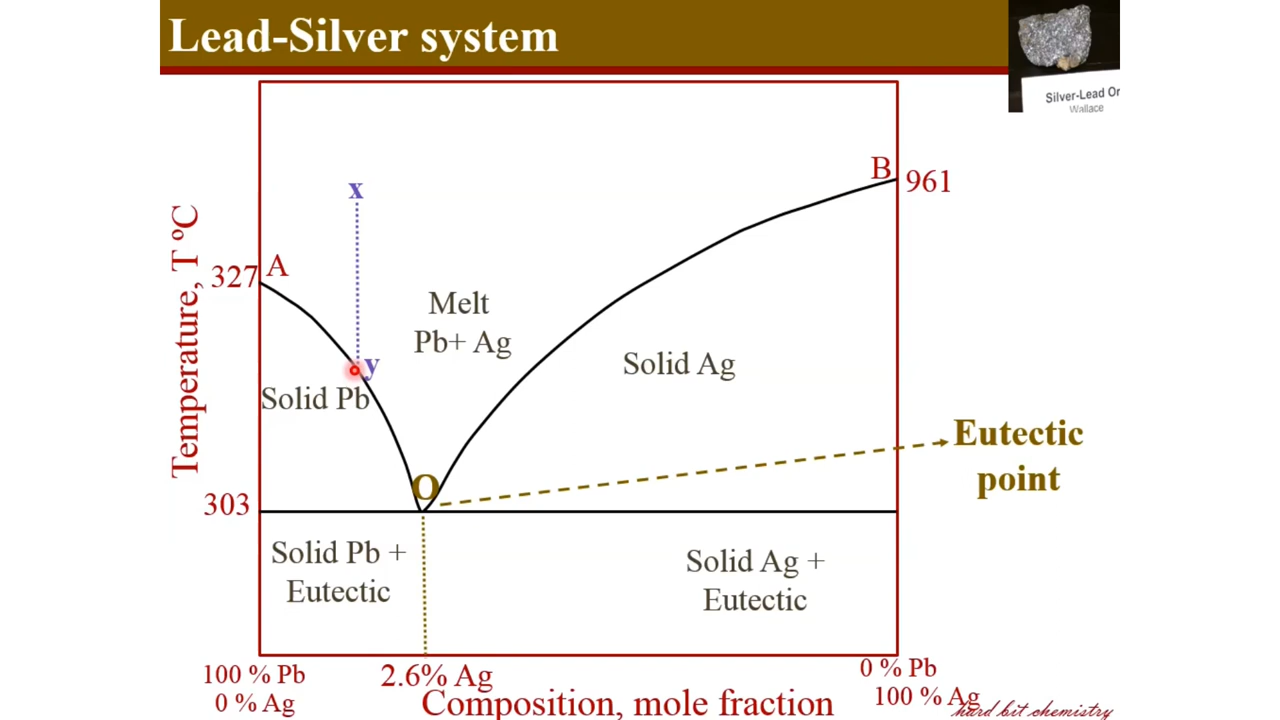 Lead-Silver system
Silver-Lead Or
Wallace
B
961
x
A
327
Melt
Pb+ Ag
Solid Ag
y
Solid Pb
Temperature, T ºC
Eutectic
point
O
303
Solid Pb +
Eutectic
Solid Ag +
Eutectic
100 % Pb
0 % Ag
2.6% Ag
0 % Pb
100 % Ag
Composition, mole fraction
hard bit chemistry